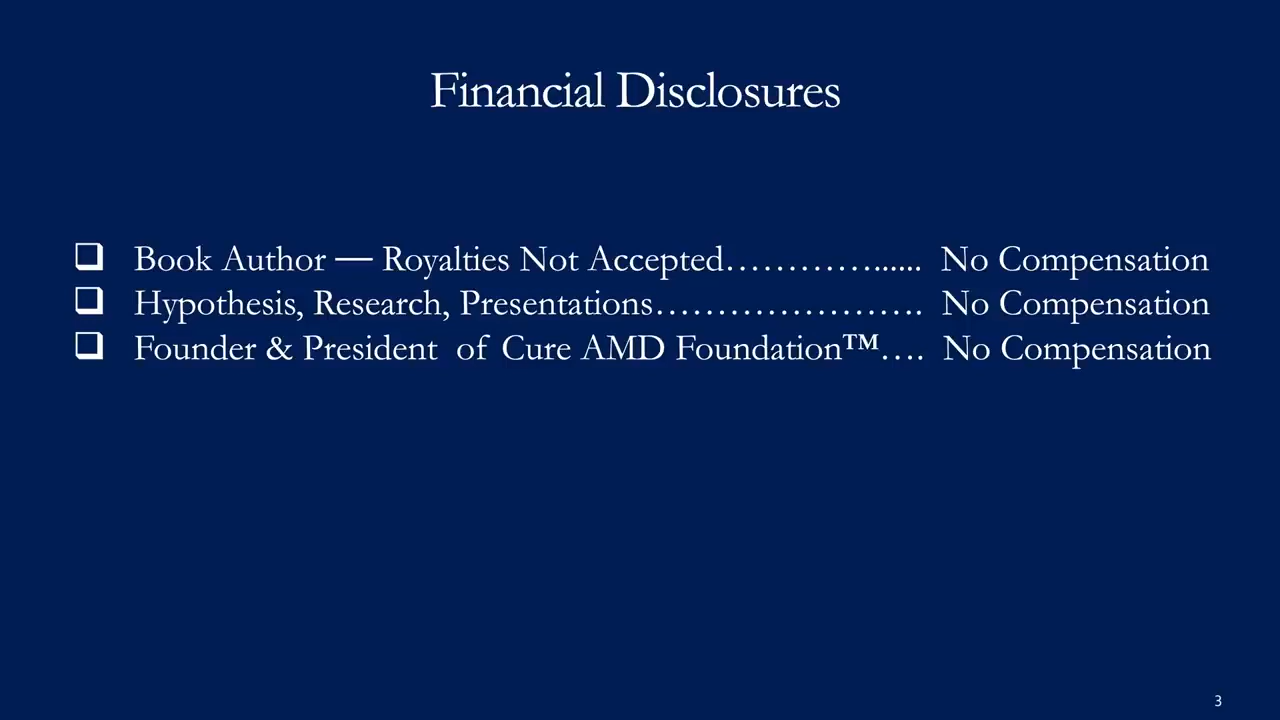 Financial Disclosures
❑ Book Author — Royalties Not Accepted…………...... No Compensation
❑ Hypothesis, Research, Presentations……………………. No Compensation
❑ Founder & President of Cure AMD Foundation™…. No Compensation
3